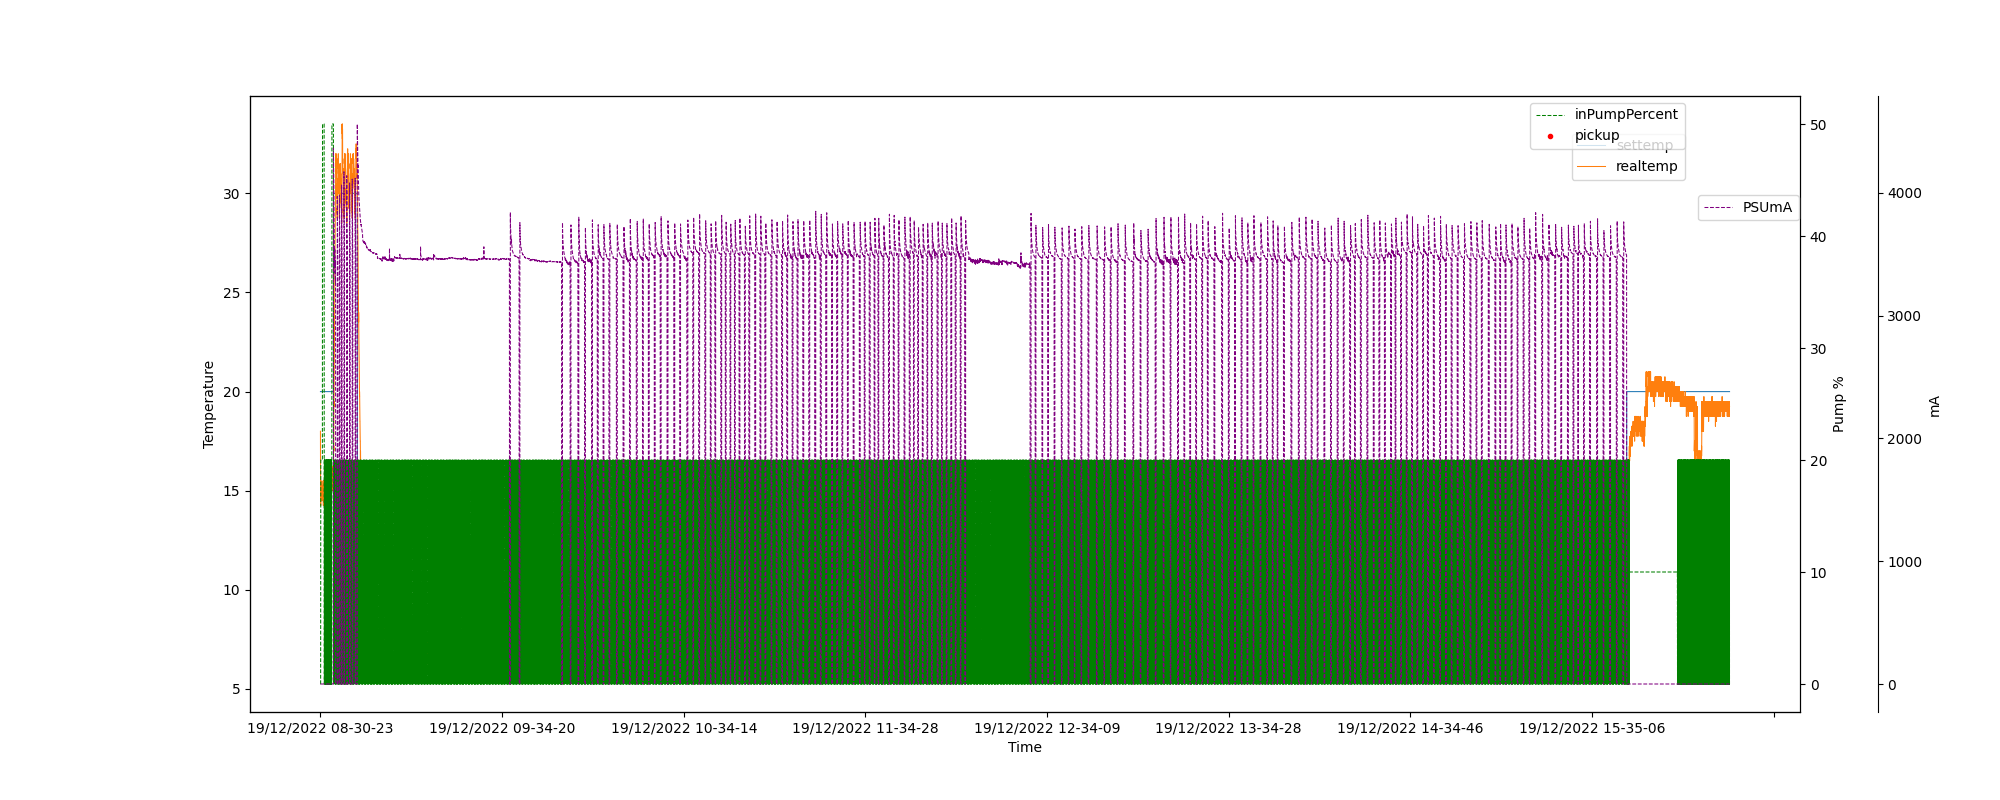 inPumpPercent
pickup
settemp
realtemp
PSUmA
Temperature
30
25
20
15
10
5
50
40
30
20
10
0
Pump %
4000
3000
2000
1000
0
mA
19/12/2022 08-30-23
19/12/2022 09-34-20
19/12/2022 10-34-14
19/12/2022 11-34-28
19/12/2022 12-34-09
19/12/2022 13-34-28
19/12/2022 14-34-46
19/12/2022 15-35-06
Time